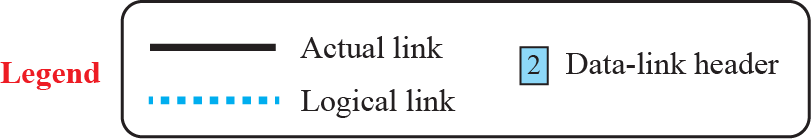 Legend
Actual link
Logical link
2 Data-link header